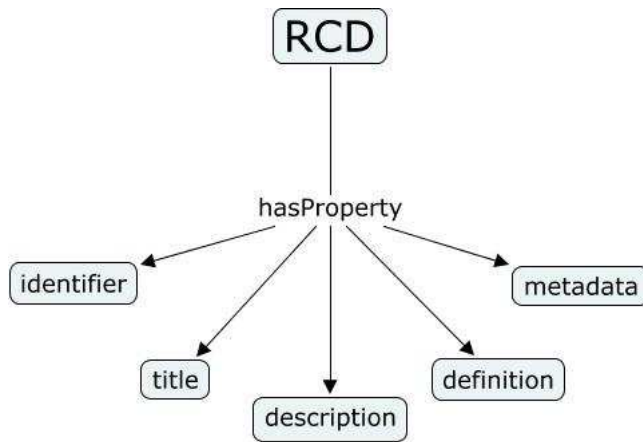 RCD
hasProperty
identifier
metadata
title
definition
description